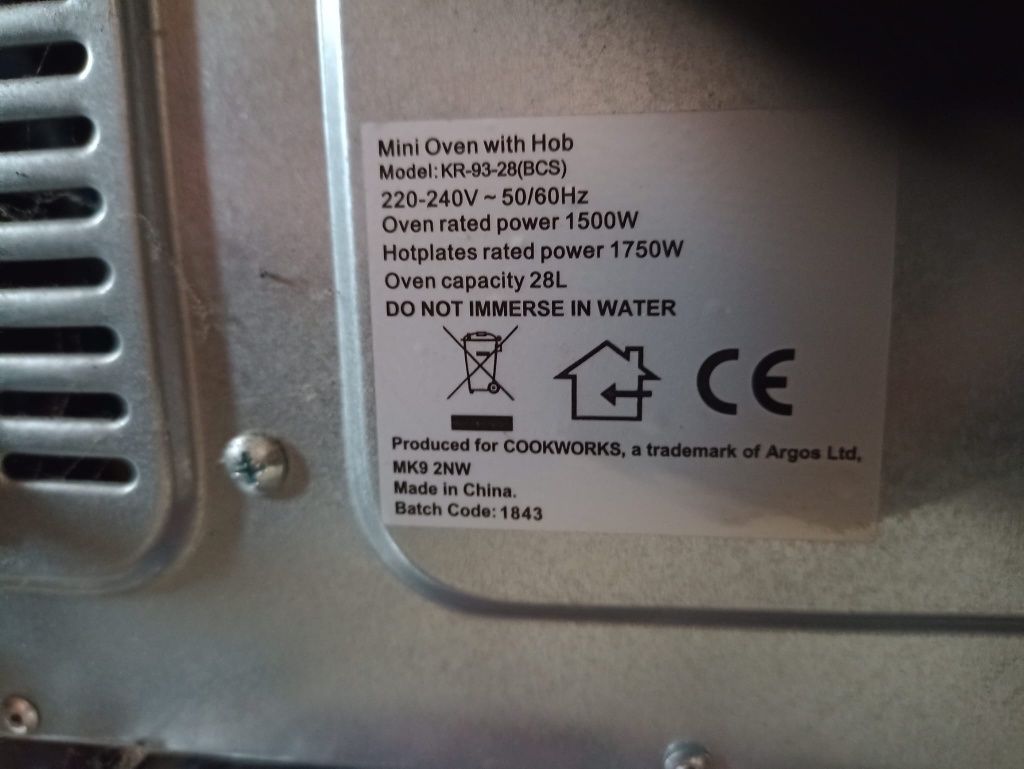 Mini Oven with Hob
Model: KR-93-28(BCS)
220-240V ~ 50/60Hz
Oven rated power 1500W
Hotplates rated power 1750W
Oven capacity 28L
DO NOT IMMERSE IN WATER
CE
Produced for COOKWORKS, a trademark of Argos Ltd,
MK9 2NW
Made in China.
Batch Code: 1843